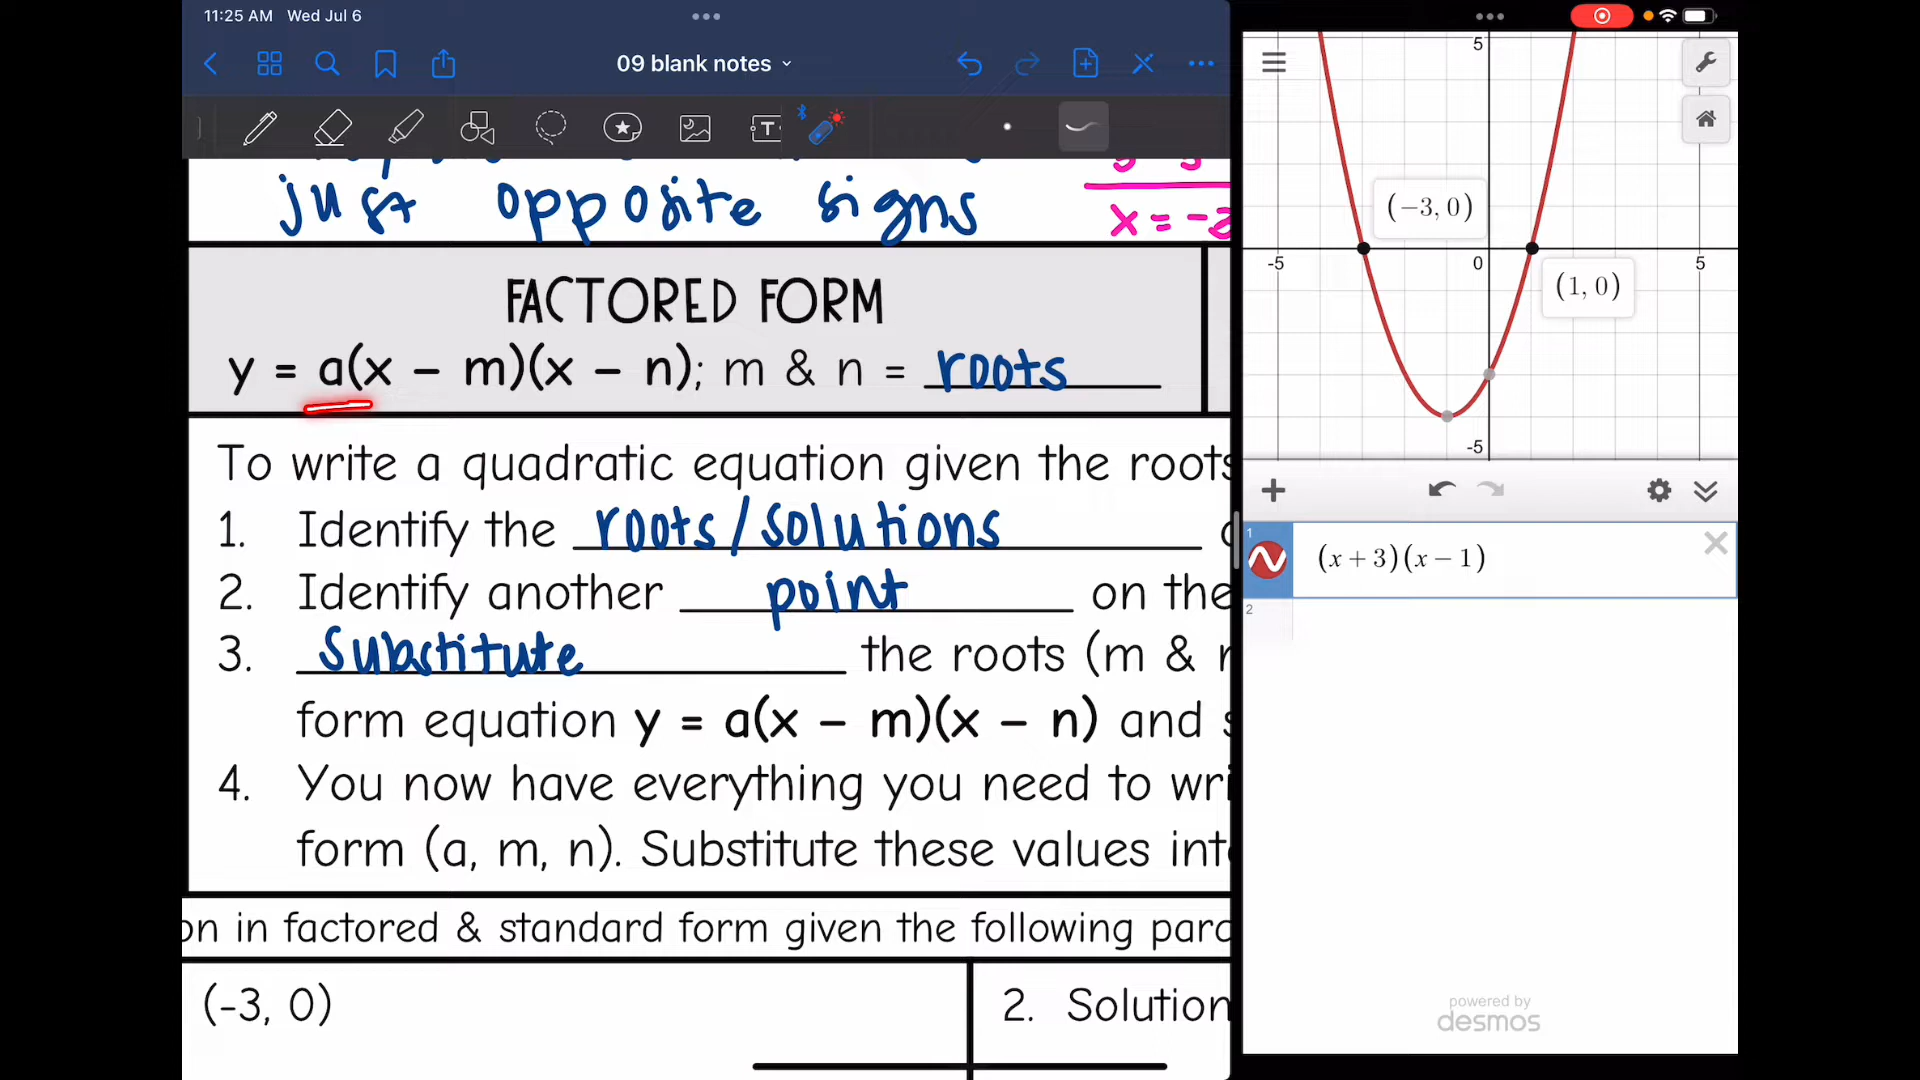 11:25 AM Wed Jul 6
09 blank notes
just opposite signs
x = -3
FACTORED FORM
y = a(x – m)(x – n); m & n = roots
To write a quadratic equation given the roots
1. Identify the roots/solutions
2. Identify another point on the
3. Substitute the roots (m &
form equation y = a(x – m)(x – n) and
4. You now have everything you need to
form (a, m, n). Substitute these values
on in factored & standard form given the following
(-3, 0)
2. Solution
5
(−3, 0)
-5
0
5
(1, 0)
-5
1
(x + 3)(x − 1)
2
powered by
desmos